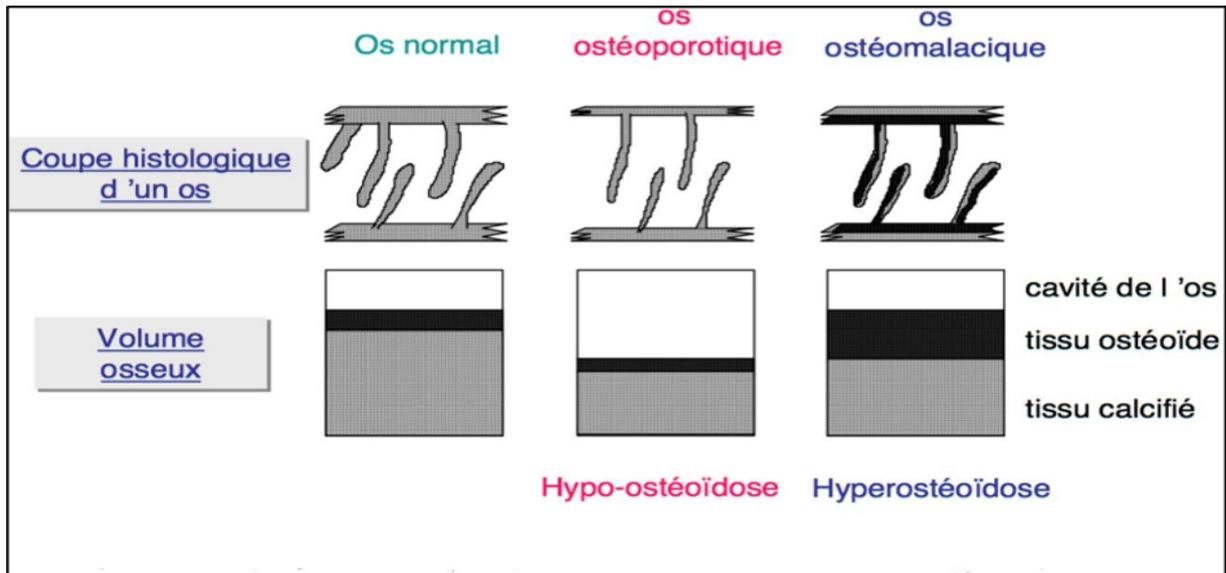 Os normal
os
ostéoporotique
os
ostéomalacique
Coupe histologique
d 'un os
Volume
osseux
cavité de l 'os
tissu ostéoïde
tissu calcifié
Hypo-ostéoïdose
Hyperostéoïdose